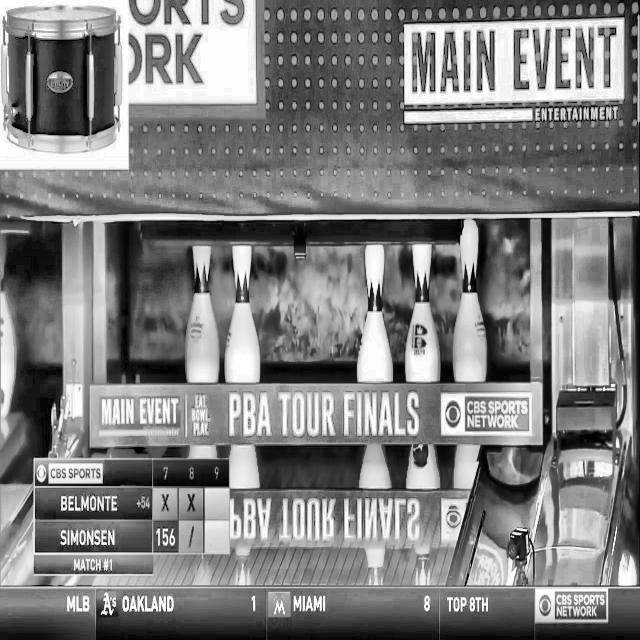 ORTS
ORK
MAIN EVENT
ENTERTAINMENT
MAIN EVENT
EAT.
BOWL.
PLAY.
PBA TOUR FINALS
CBS SPORTS
NETWORK
PBA TOUR FINALS
CBS SPORTS 7 8 9
BELMONTE +54 X X
SIMONSEN 156 /
MATCH #1
MLB A's OAKLAND 1 M MIAMI 8 TOP 8TH
CBS SPORTS
NETWORK